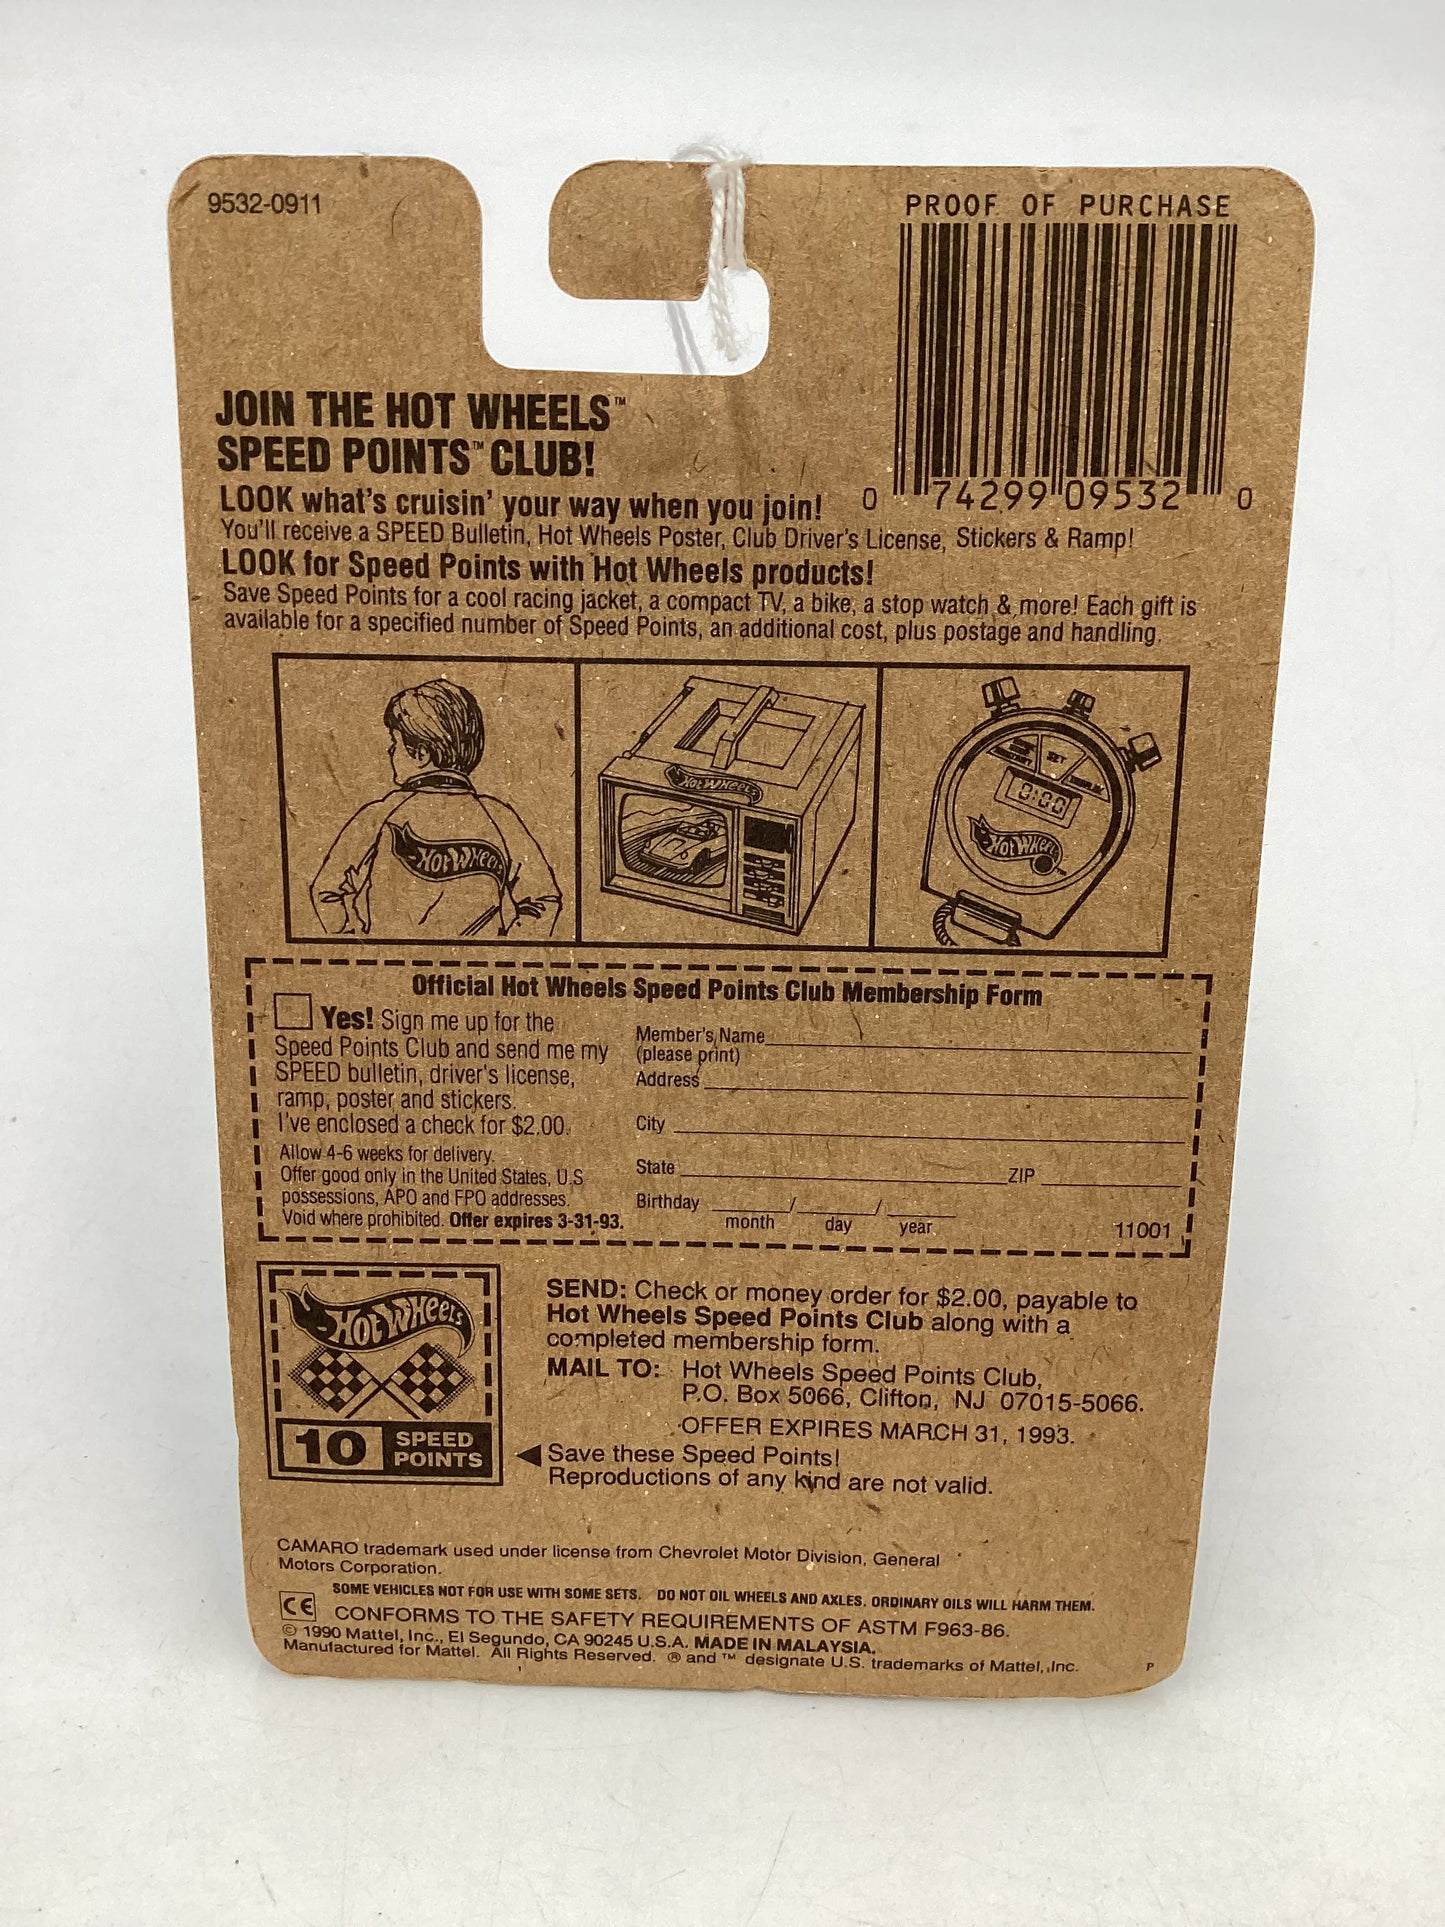 9532-0911
PROOF OF PURCHASE
0 74299 09532 0
JOIN THE HOT WHEELS™
SPEED POINTS™ CLUB!
LOOK what's cruisin' your way when you join!
You'll receive a SPEED Bulletin, Hot Wheels Poster, Club Driver's License, Stickers & Ramp!
LOOK for Speed Points with Hot Wheels products!
Save Speed Points for a cool racing jacket, a compact TV, a bike, a stop watch & more! Each gift is
available for a specified number of Speed Points, an additional cost, plus postage and handling.
HOT WHEELS
HOT WHEELS
SET
0:00
HOT WHEELS
Official Hot Wheels Speed Points Club Membership Form
Yes! Sign me up for the
Speed Points Club and send me my
SPEED bulletin, driver's license,
ramp, poster and stickers.
I've enclosed a check for $2.00.
Allow 4-6 weeks for delivery.
Offer good only in the United States, U.S
possessions, APO and FPO addresses.
Void where prohibited. Offer expires 3-31-93.
Member's Name
(please print)
Address
City
State ZIP
Birthday / /
month day year
11001
HOT WHEELS
10 SPEED
POINTS
SEND: Check or money order for $2.00, payable to
Hot Wheels Speed Points Club along with a
completed membership form.
MAIL TO: Hot Wheels Speed Points Club,
P.O. Box 5066, Clifton, NJ 07015-5066.
OFFER EXPIRES MARCH 31, 1993.
◀ Save these Speed Points!
Reproductions of any kind are not valid.
CAMARO trademark used under license from Chevrolet Motor Division, General
Motors Corporation.
SOME VEHICLES NOT FOR USE WITH SOME SETS. DO NOT OIL WHEELS AND AXLES. ORDINARY OILS WILL HARM THEM.
CE CONFORMS TO THE SAFETY REQUIREMENTS OF ASTM F963-86.
© 1990 Mattel, Inc., El Segundo, CA 90245 U.S.A. MADE IN MALAYSIA.
Manufactured for Mattel. All Rights Reserved. ® and ™ designate U.S. trademarks of Mattel, Inc.
P